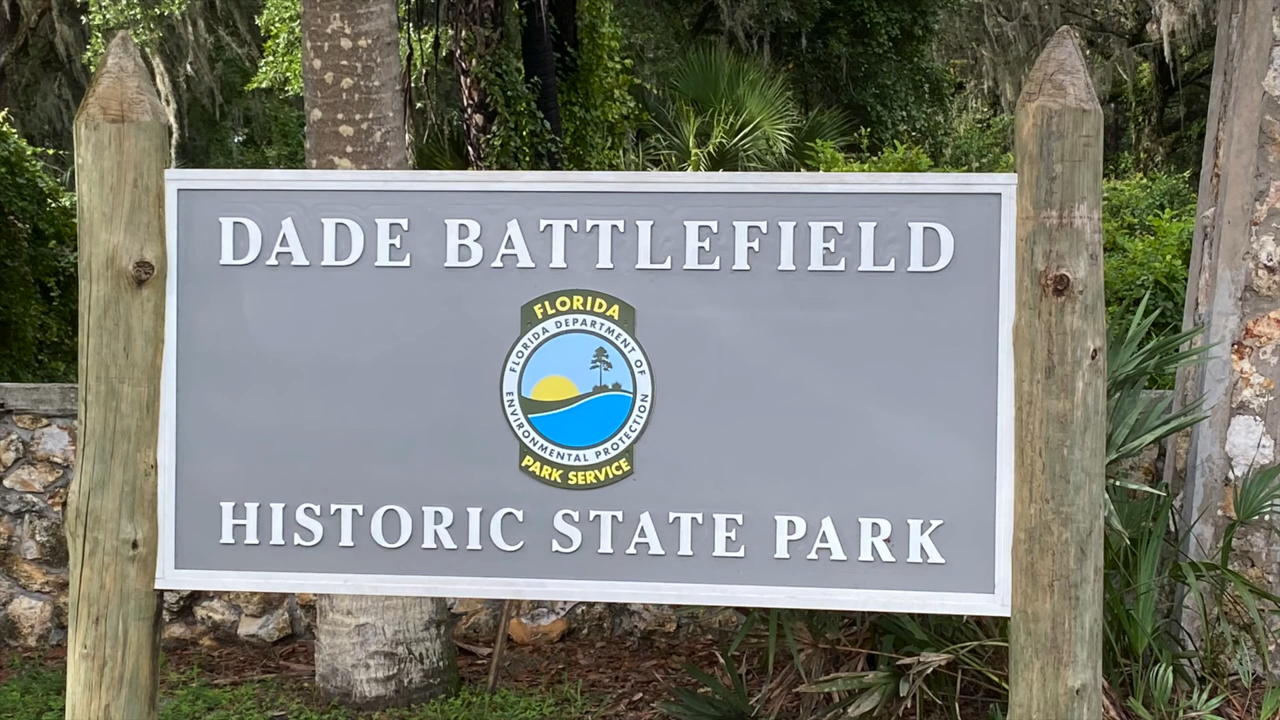 DADE BATTLEFIELD
FLORIDA
FLORIDA DEPARTMENT OF
ENVIRONMENTAL PROTECTION
PARK SERVICE
HISTORIC STATE PARK